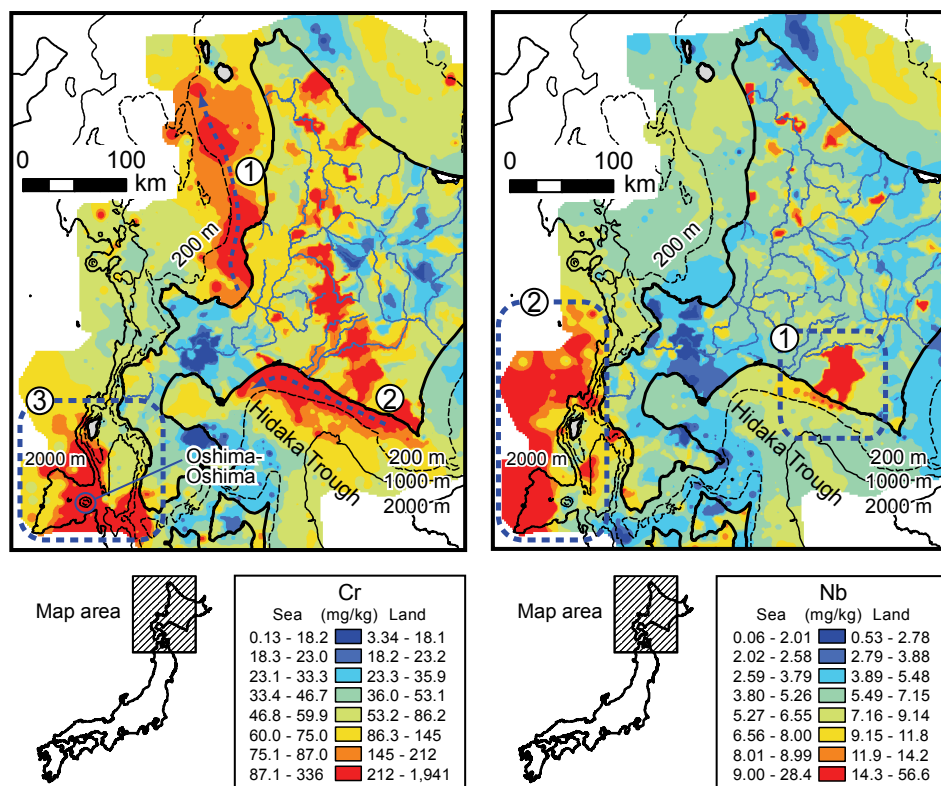 0 100
km
①
200 m
③
②
2000 m
Oshima-
Oshima
Hidaka Trough
200 m
1000 m
2000 m
Map area
Cr
Sea (mg/kg) Land
0.13 - 18.2 3.34 - 18.1
18.3 - 23.0 18.2 - 23.2
23.1 - 33.3 23.3 - 35.9
33.4 - 46.7 36.0 - 53.1
46.8 - 59.9 53.2 - 86.2
60.0 - 75.0 86.3 - 145
75.1 - 87.0 145 - 212
87.1 - 336 212 - 1,941
0 100
km
200 m
②
①
2000 m
Hidaka Trough
200 m
1000 m
2000 m
Map area
Nb
Sea (mg/kg) Land
0.06 - 2.01 0.53 - 2.78
2.02 - 2.58 2.79 - 3.88
2.59 - 3.79 3.89 - 5.48
3.80 - 5.26 5.49 - 7.15
5.27 - 6.55 7.16 - 9.14
6.56 - 8.00 9.15 - 11.8
8.01 - 8.99 11.9 - 14.2
9.00 - 28.4 14.3 - 56.6